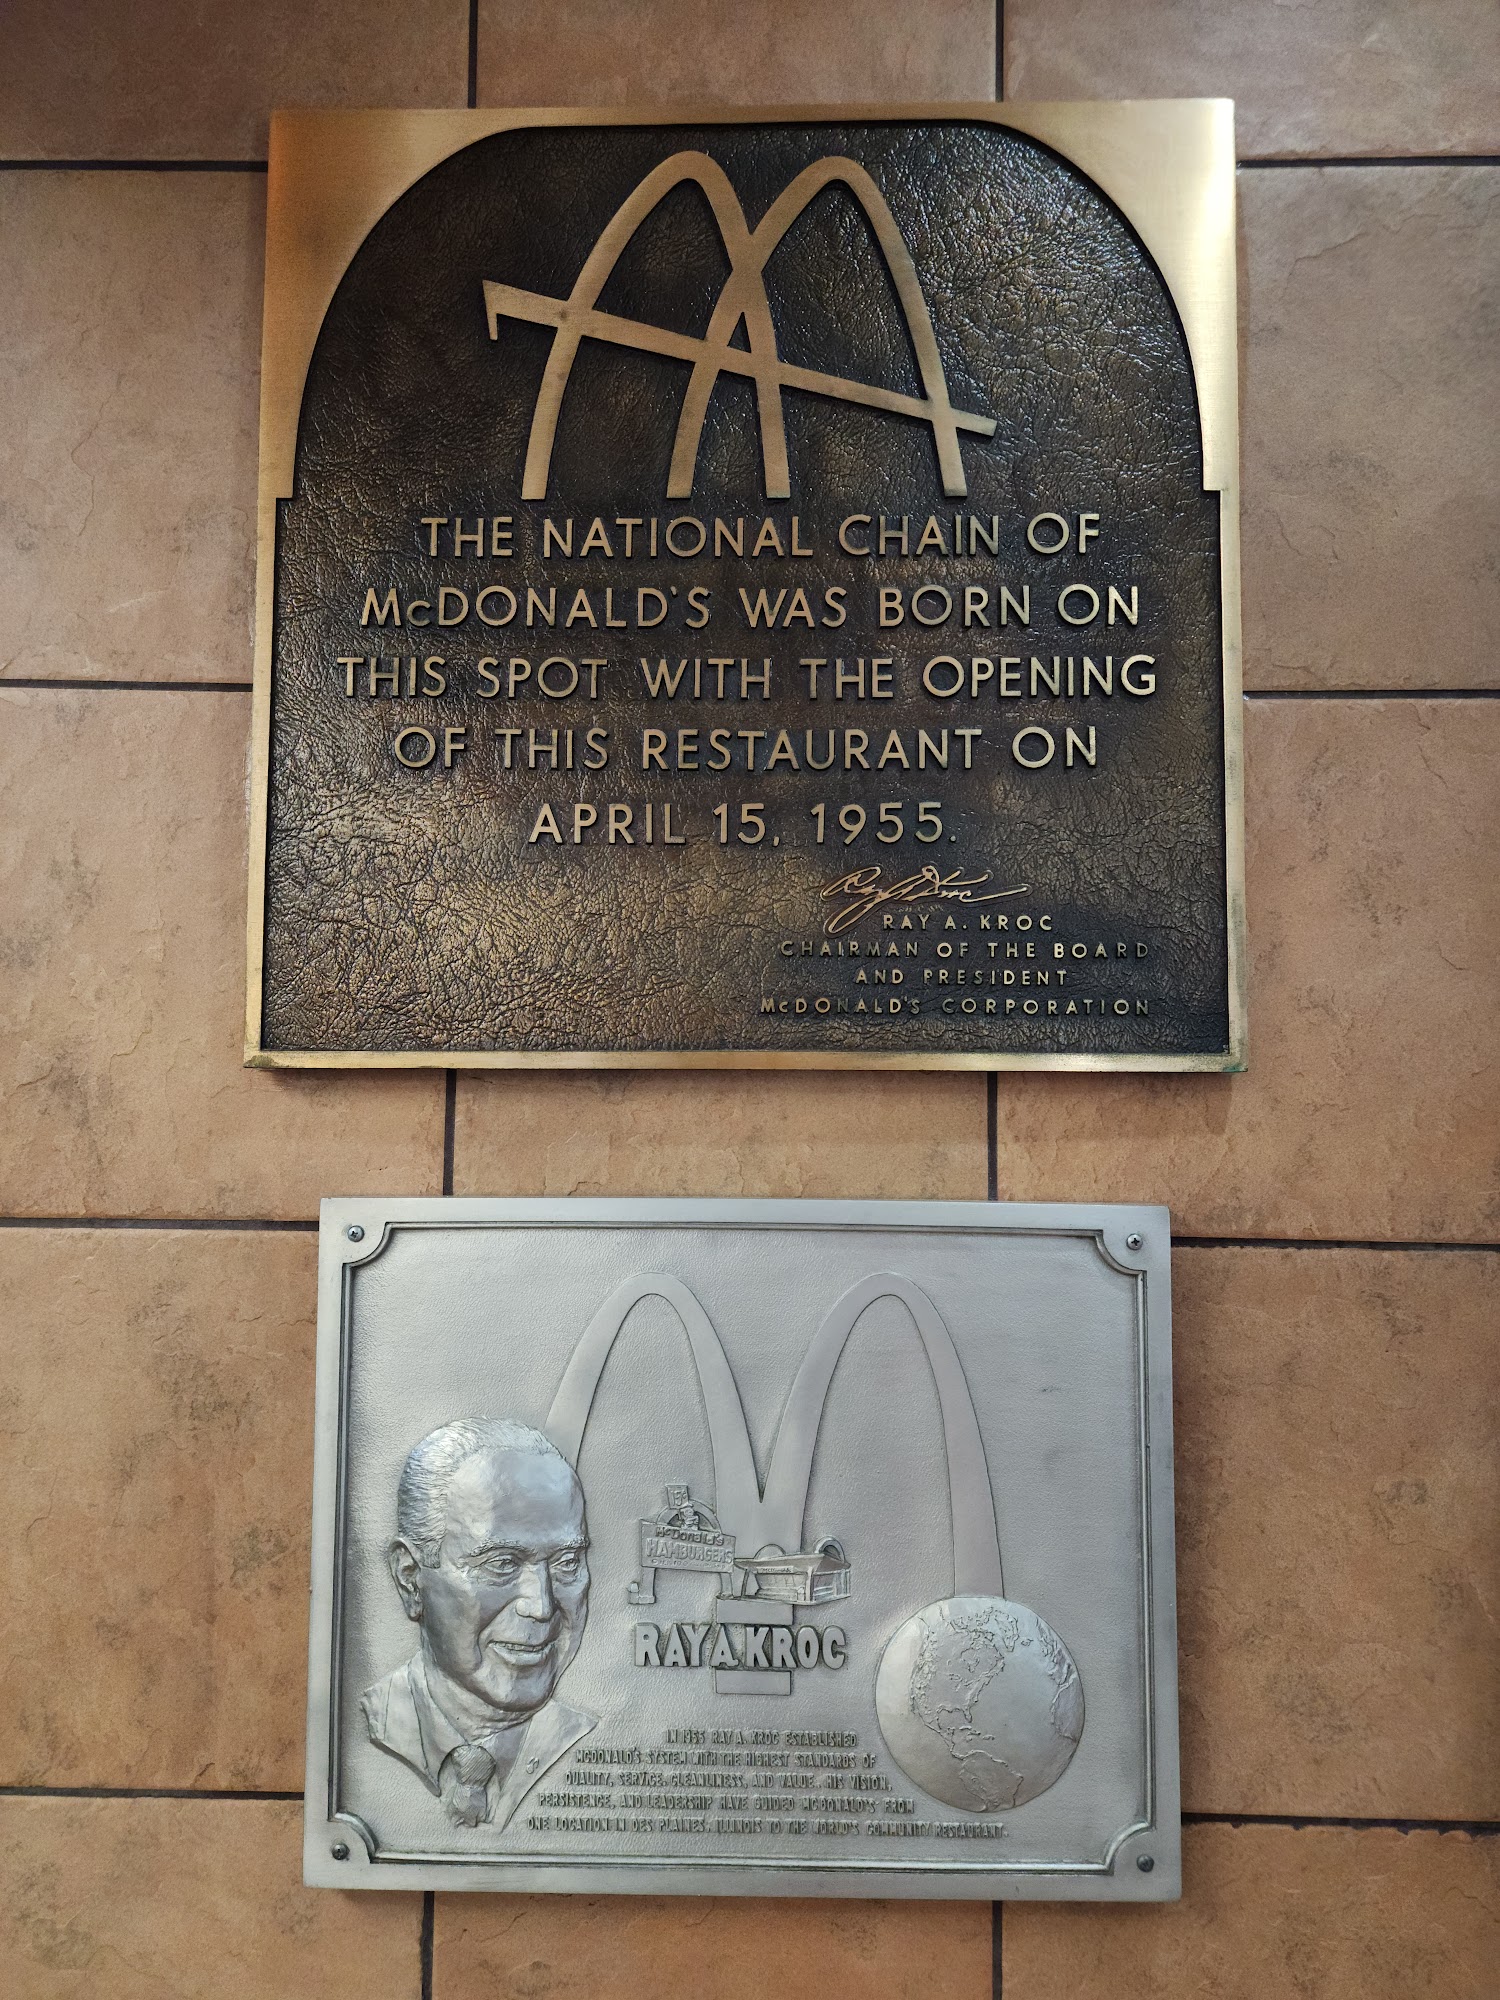 THE NATIONAL CHAIN OF
McDONALD'S WAS BORN ON
THIS SPOT WITH THE OPENING
OF THIS RESTAURANT ON
APRIL 15, 1955.
Ray A. Kroc
RAY A. KROC
CHAIRMAN OF THE BOARD
AND PRESIDENT
McDONALD'S CORPORATION
15¢
McDonald's
HAMBURGERS
RAY A. KROC
IN 1955 RAY A. KROC ESTABLISHED
MCDONALD'S SYSTEM WITH THE HIGHEST STANDARDS OF
QUALITY, SERVICE, CLEANLINESS, AND VALUE. HIS VISION,
PERSISTENCE, AND LEADERSHIP HAVE GUIDED MCDONALD'S FROM
ONE LOCATION IN DES PLAINES, ILLINOIS TO THE WORLD'S COMMUNITY RESTAURANT.